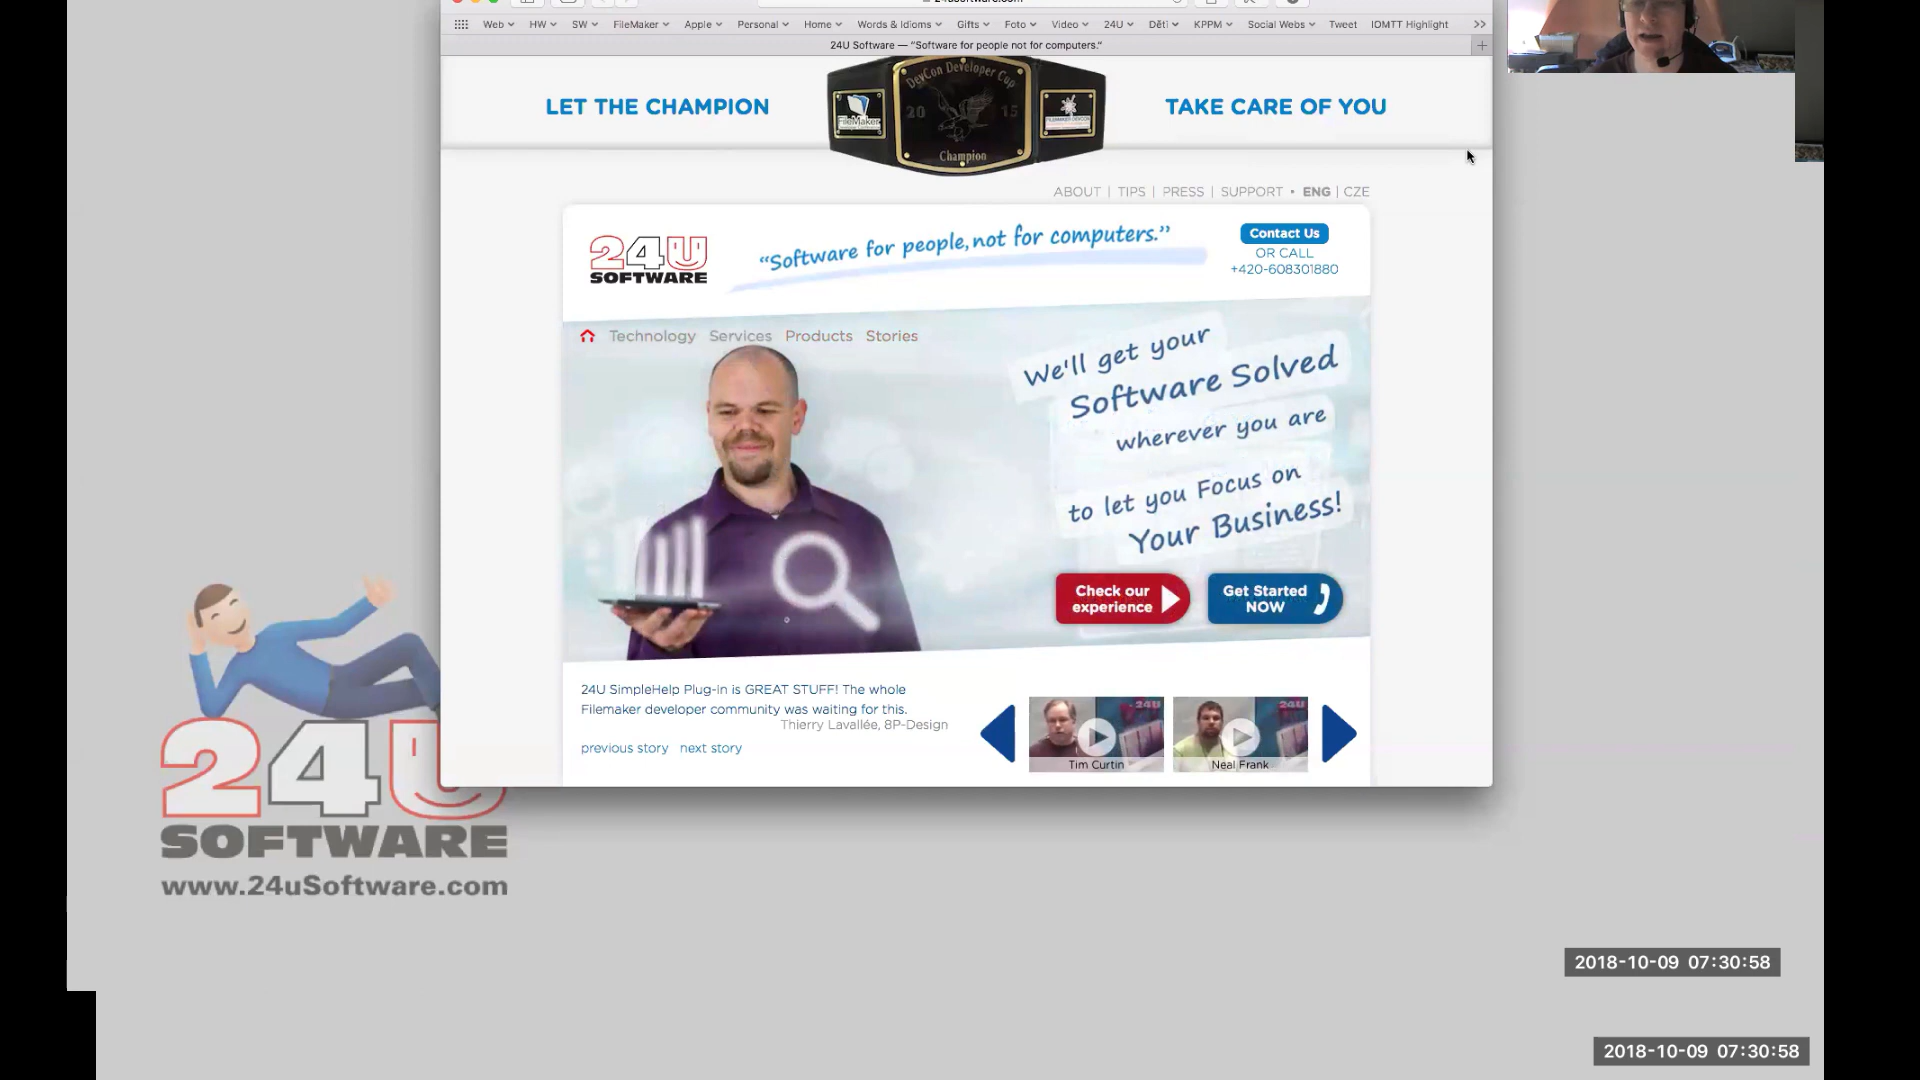 Web HW SW FileMaker Apple Personal Home Words & Idioms Gifts Foto Video 24U Děti KPPM Social Webs Tweet IDMTT Highlight >>
24U Software — "Software for people not for computers."
LET THE CHAMPION
DevCon Developer Cup
20 15
FileMaker
Champion
TAKE CARE OF YOU
ABOUT | TIPS | PRESS | SUPPORT • ENG | CZE
24U
SOFTWARE
“Software for people, not for computers.”
Contact Us
OR CALL
+420-608301880
Technology Services Products Stories
We'll get your
Software Solved
wherever you are
to let you Focus on
Your Business!
Check our
experience
Get Started
NOW
24U SimpleHelp Plug-In is GREAT STUFF! The whole
Filemaker developer community was waiting for this.
Thierry Lavallée, 8P-Design
previous story next story
24U
Tim Curtin
24U
Neal Frank
24U
SOFTWARE
www.24uSoftware.com
2018-10-09 07:30:58
2018-10-09 07:30:58